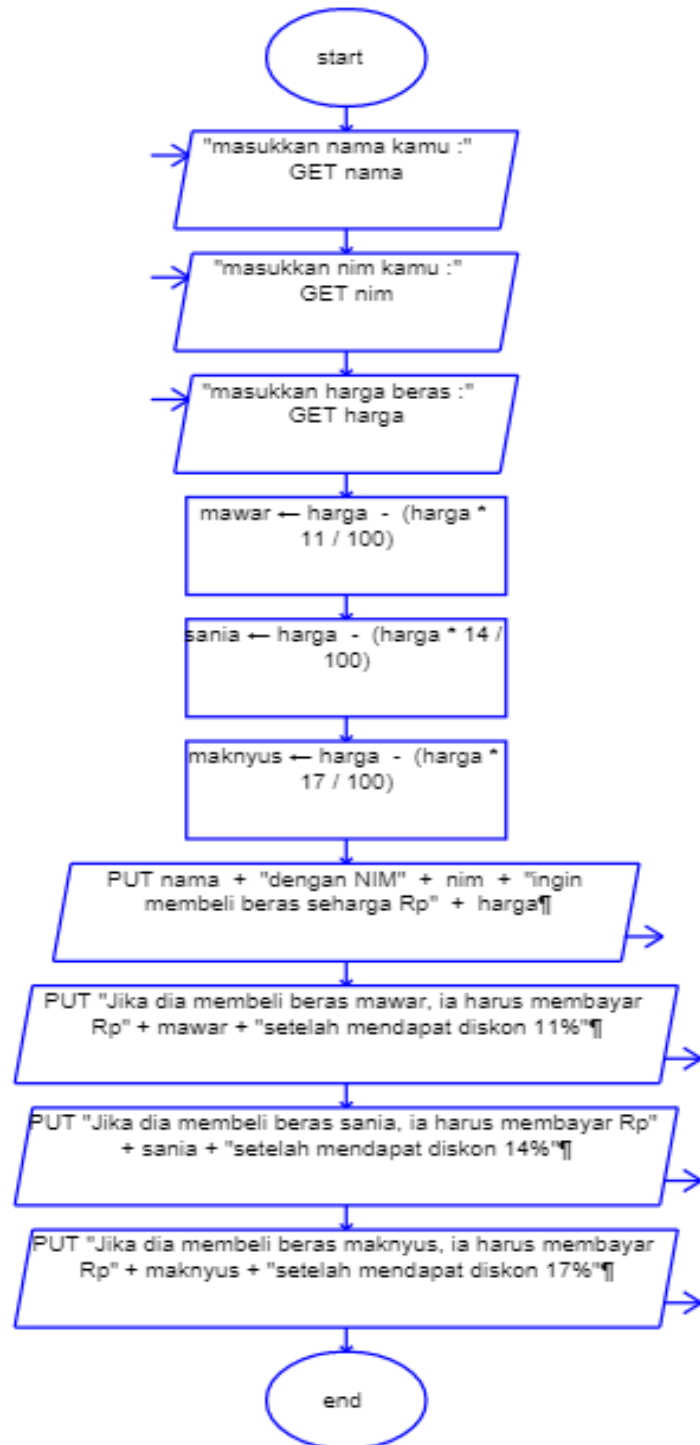 start
"masukkan nama kamu :"
GET nama
"masukkan nim kamu :"
GET nim
"masukkan harga beras :"
GET harga
mawar ← harga - (harga *
11 / 100)
sania ← harga - (harga * 14 /
100)
maknyus ← harga - (harga *
17 / 100)
PUT nama + "dengan NIM" + nim + "ingin
membeli beras seharga Rp" + harga¶
PUT "Jika dia membeli beras mawar, ia harus membayar
Rp" + mawar + "setelah mendapat diskon 11%"¶
PUT "Jika dia membeli beras sania, ia harus membayar Rp"
+ sania + "setelah mendapat diskon 14%"¶
PUT "Jika dia membeli beras maknyus, ia harus membayar
Rp" + maknyus + "setelah mendapat diskon 17%"¶
end